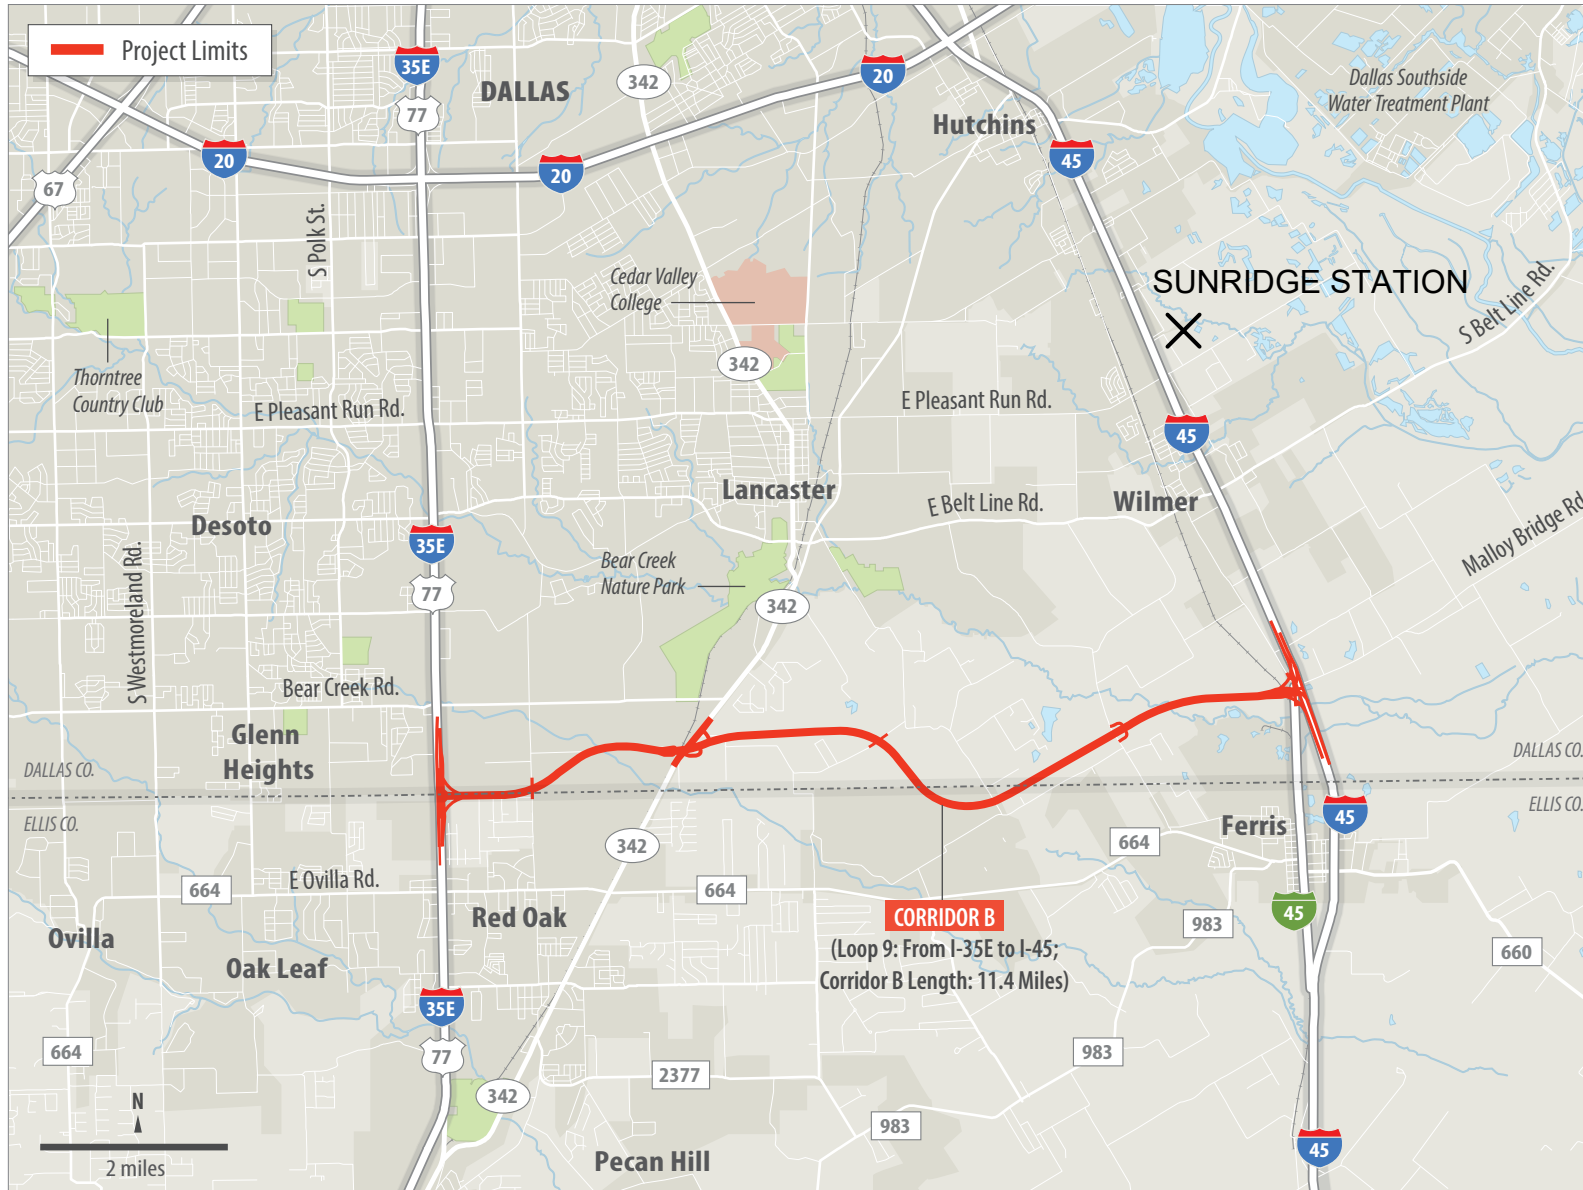 Project Limits
35E
77
DALLAS
342
20
Dallas Southside
Water Treatment Plant
Hutchins
20
20
45
67
S Polk St.
Cedar Valley
College
SUNRIDGE STATION
S Belt Line Rd.
342
Thorntree
Country Club
E Pleasant Run Rd.
E Pleasant Run Rd.
45
Lancaster
Wilmer
E Belt Line Rd.
Desoto
35E
77
Bear Creek
Nature Park
342
Malloy Bridge Rd.
S Westmoreland Rd.
Bear Creek Rd.
Glenn
Heights
DALLAS CO.
DALLAS CO.
ELLIS CO.
ELLIS CO.
45
Ferris
342
664
E Ovilla Rd.
664
664
CORRIDOR B
(Loop 9: From I-35E to I-45;
Corridor B Length: 11.4 Miles)
45
983
660
Red Oak
Ovilla
Oak Leaf
35E
77
664
983
2377
342
983
N
2 miles
Pecan Hill
45